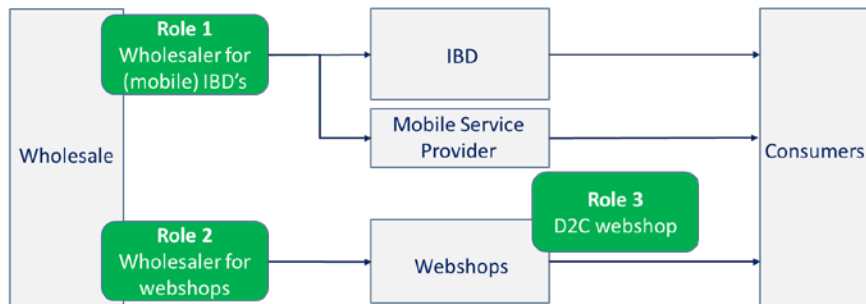 Role 1
Wholesaler for
(mobile) IBD's
IBD
Mobile Service
Provider
Wholesale
Consumers
Role 3
D2C webshop
Role 2
Wholesaler for
webshops
Webshops